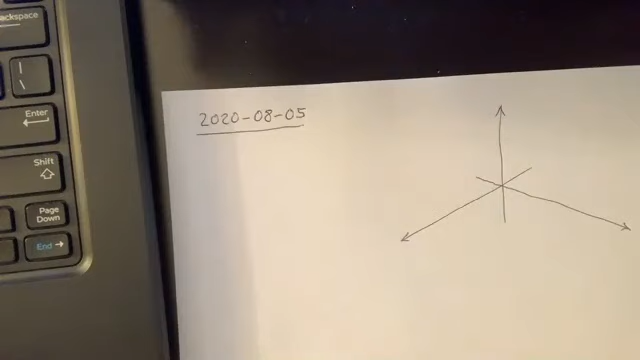 2020-08-05
ackspace
|
\
Enter
Shift
Page
Down
End